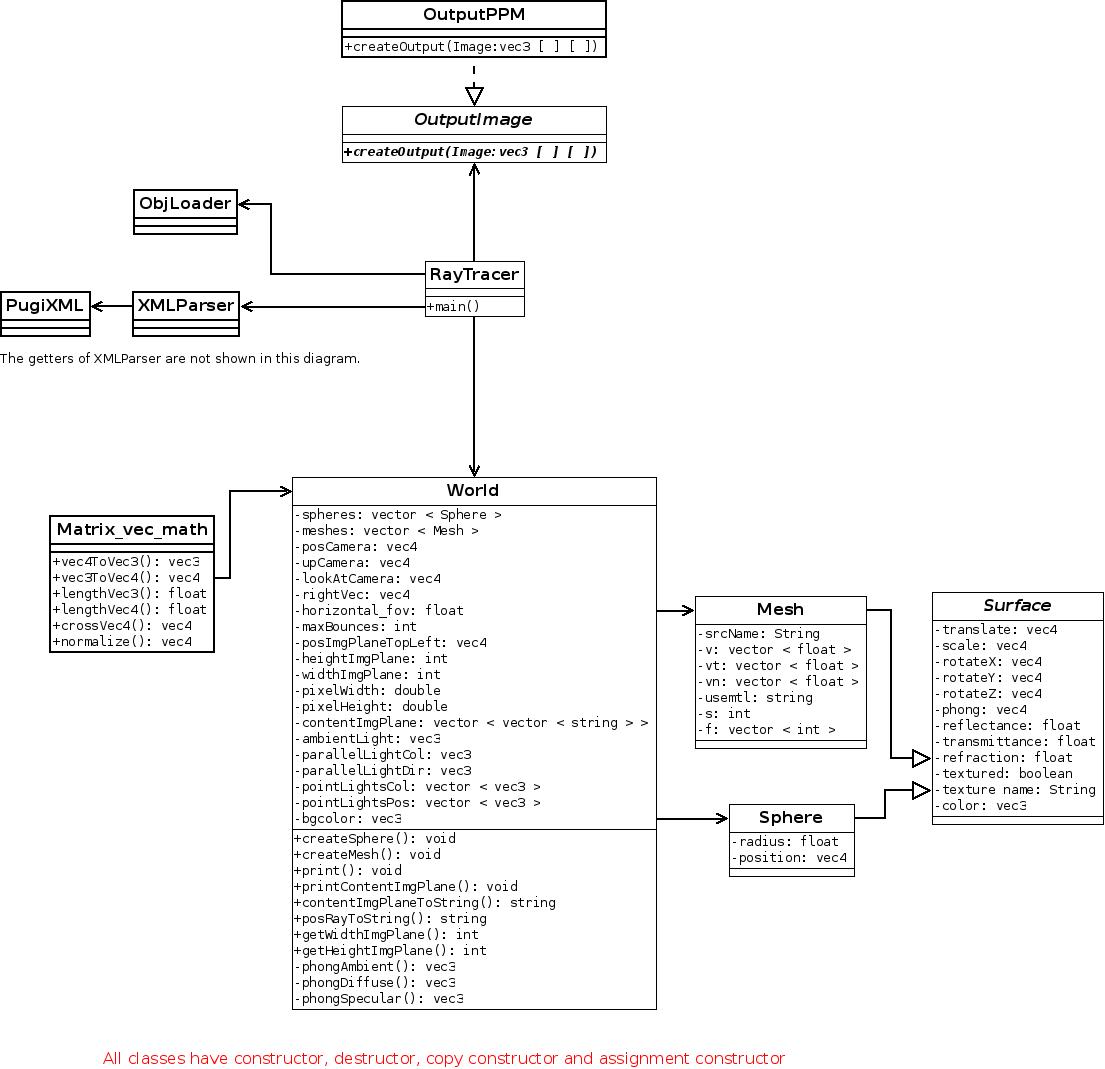 OutputPPM
+createOutput(Image:vec3 [ ] [ ])
OutputImage
+createOutput(Image:vec3 [ ] [ ])
ObjLoader
RayTracer
+main()
PugiXML
XMLParser
The getters of XMLParser are not shown in this diagram.
World
-spheres: vector < Sphere >
-meshes: vector < Mesh >
-posCamera: vec4
-upCamera: vec4
-lookAtCamera: vec4
-rightVec: vec4
-horizontal_fov: float
-maxBounces: int
-posImgPlaneTopLeft: vec4
-heightImgPlane: int
-widthImgPlane: int
-pixelWidth: double
-pixelHeight: double
-contentImgPlane: vector < vector < string > >
-ambientLight: vec3
-parallelLightCol: vec3
-parallelLightDir: vec3
-pointLightsCol: vector < vec3 >
-pointLightsPos: vector < vec3 >
-bgcolor: vec3
+createSphere(): void
+createMesh(): void
+print(): void
+printContentImgPlane(): void
+contentImgPlaneToString(): string
+posRayToString(): string
+getWidthImgPlane(): int
+getHeightImgPlane(): int
-phongAmbient(): vec3
-phongDiffuse(): vec3
-phongSpecular(): vec3
Matrix_vec_math
+vec4ToVec3(): vec3
+vec3ToVec4(): vec4
+lengthVec3(): float
+lengthVec4(): float
+crossVec4(): vec4
+normalize(): vec4
Mesh
-srcName: String
-v: vector < float >
-vt: vector < float >
-vn: vector < float >
-usemtl: string
-s: int
-f: vector < int >
Sphere
-radius: float
-position: vec4
Surface
-translate: vec4
-scale: vec4
-rotateX: vec4
-rotateY: vec4
-rotateZ: vec4
-phong: vec4
-reflectance: float
-transmittance: float
-refraction: float
-textured: boolean
-texture name: String
-color: vec3
All classes have constructor, destructor, copy constructor and assignment constructor